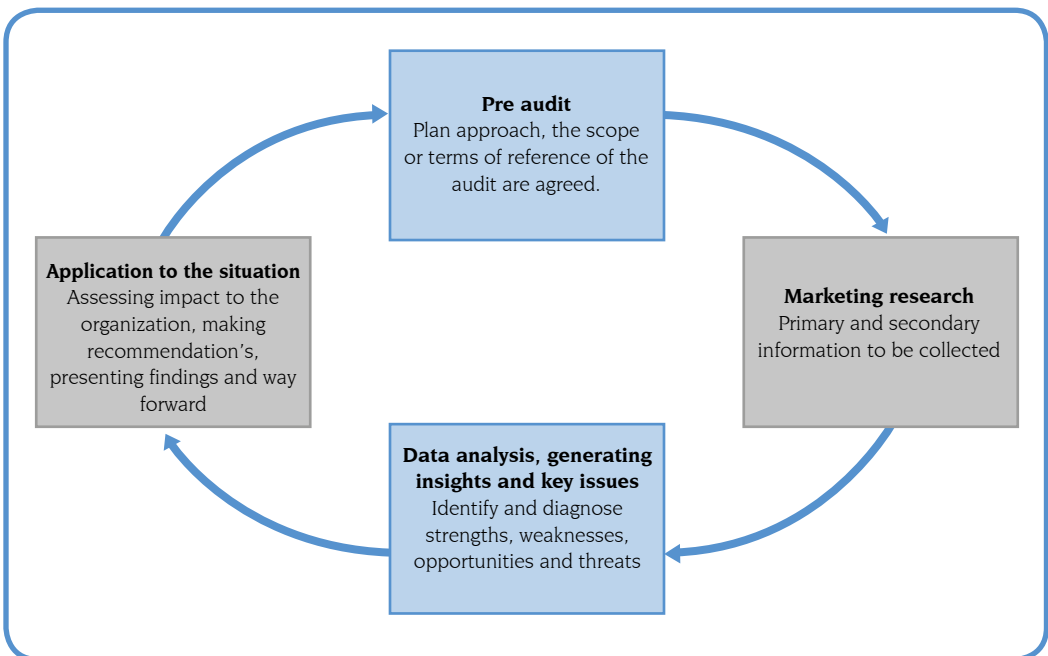 Pre audit
Plan approach, the scope
or terms of reference of the
audit are agreed.
Marketing research
Primary and secondary
information to be collected
Data analysis, generating
insights and key issues
Identify and diagnose
strengths, weaknesses,
opportunities and threats
Application to the situation
Assessing impact to the
organization, making
recommendation's,
presenting findings and way
forward